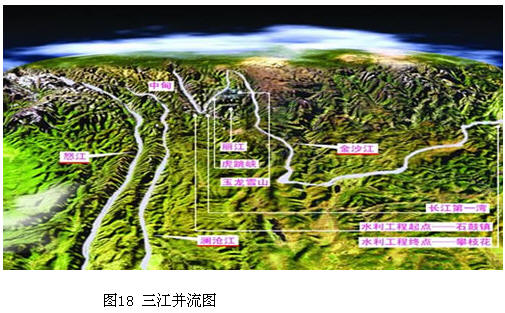 中甸
丽江
怒江
虎跳峡
金沙江
玉龙雪山
长江第一湾
水利工程起点——石鼓镇
澜沧江
水利工程终点——攀枝花
图18 三江并流图